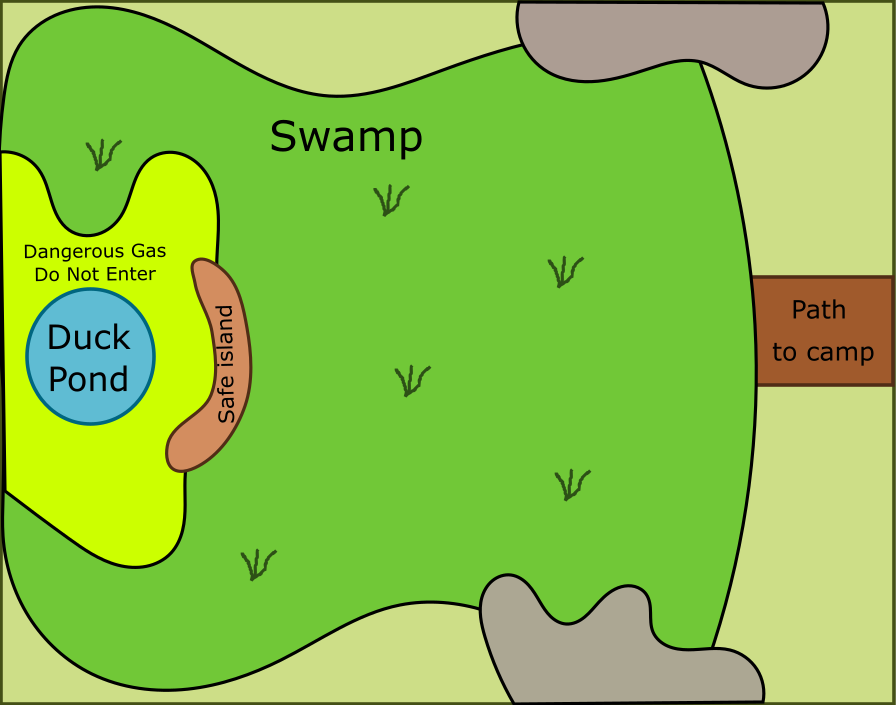 Swamp
Dangerous Gas
Do Not Enter
Duck
Pond
Safe island
Path
to camp